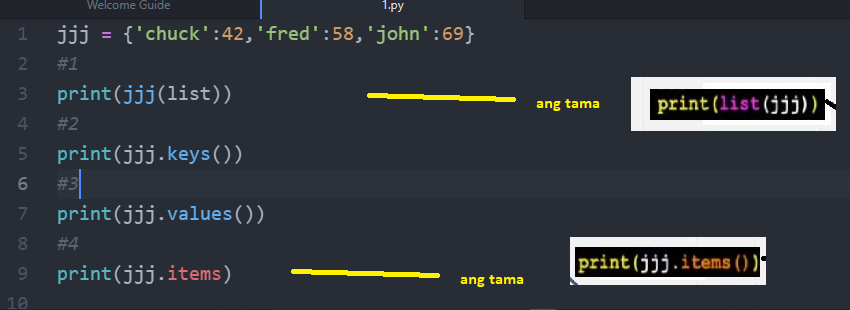 Welcome Guide 1.py
1 jjj = {'chuck':42,'fred':58,'john':69}
2 #1
3 print(jjj(list)) ang tama print(list(jjj))
4 #2
5 print(jjj.keys())
6 #3
7 print(jjj.values())
8 #4
9 print(jjj.items) ang tama print(jjj.items())
10